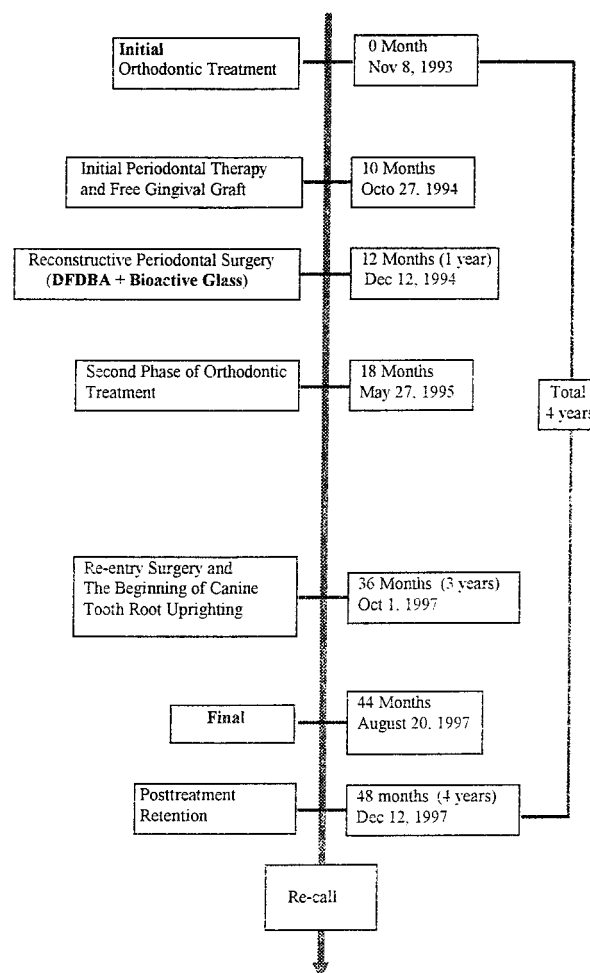 Initial
Orthodontic Treatment
0 Month
Nov 8, 1993
Initial Periodontal Therapy
and Free Gingival Graft
10 Months
Octo 27, 1994
Reconstructive Periodontal Surgery
(DFDBA + Bioactive Glass)
12 Months (1 year)
Dec 12, 1994
Second Phase of Orthodontic
Treatment
18 Months
May 27, 1995
Total
4 years
Re-entry Surgery and
The Beginning of Canine
Tooth Root Uprighting
36 Months (3 years)
Oct 1, 1997
Final
44 Months
August 20, 1997
Posttreatment
Retention
48 months (4 years)
Dec 12, 1997
Re-call